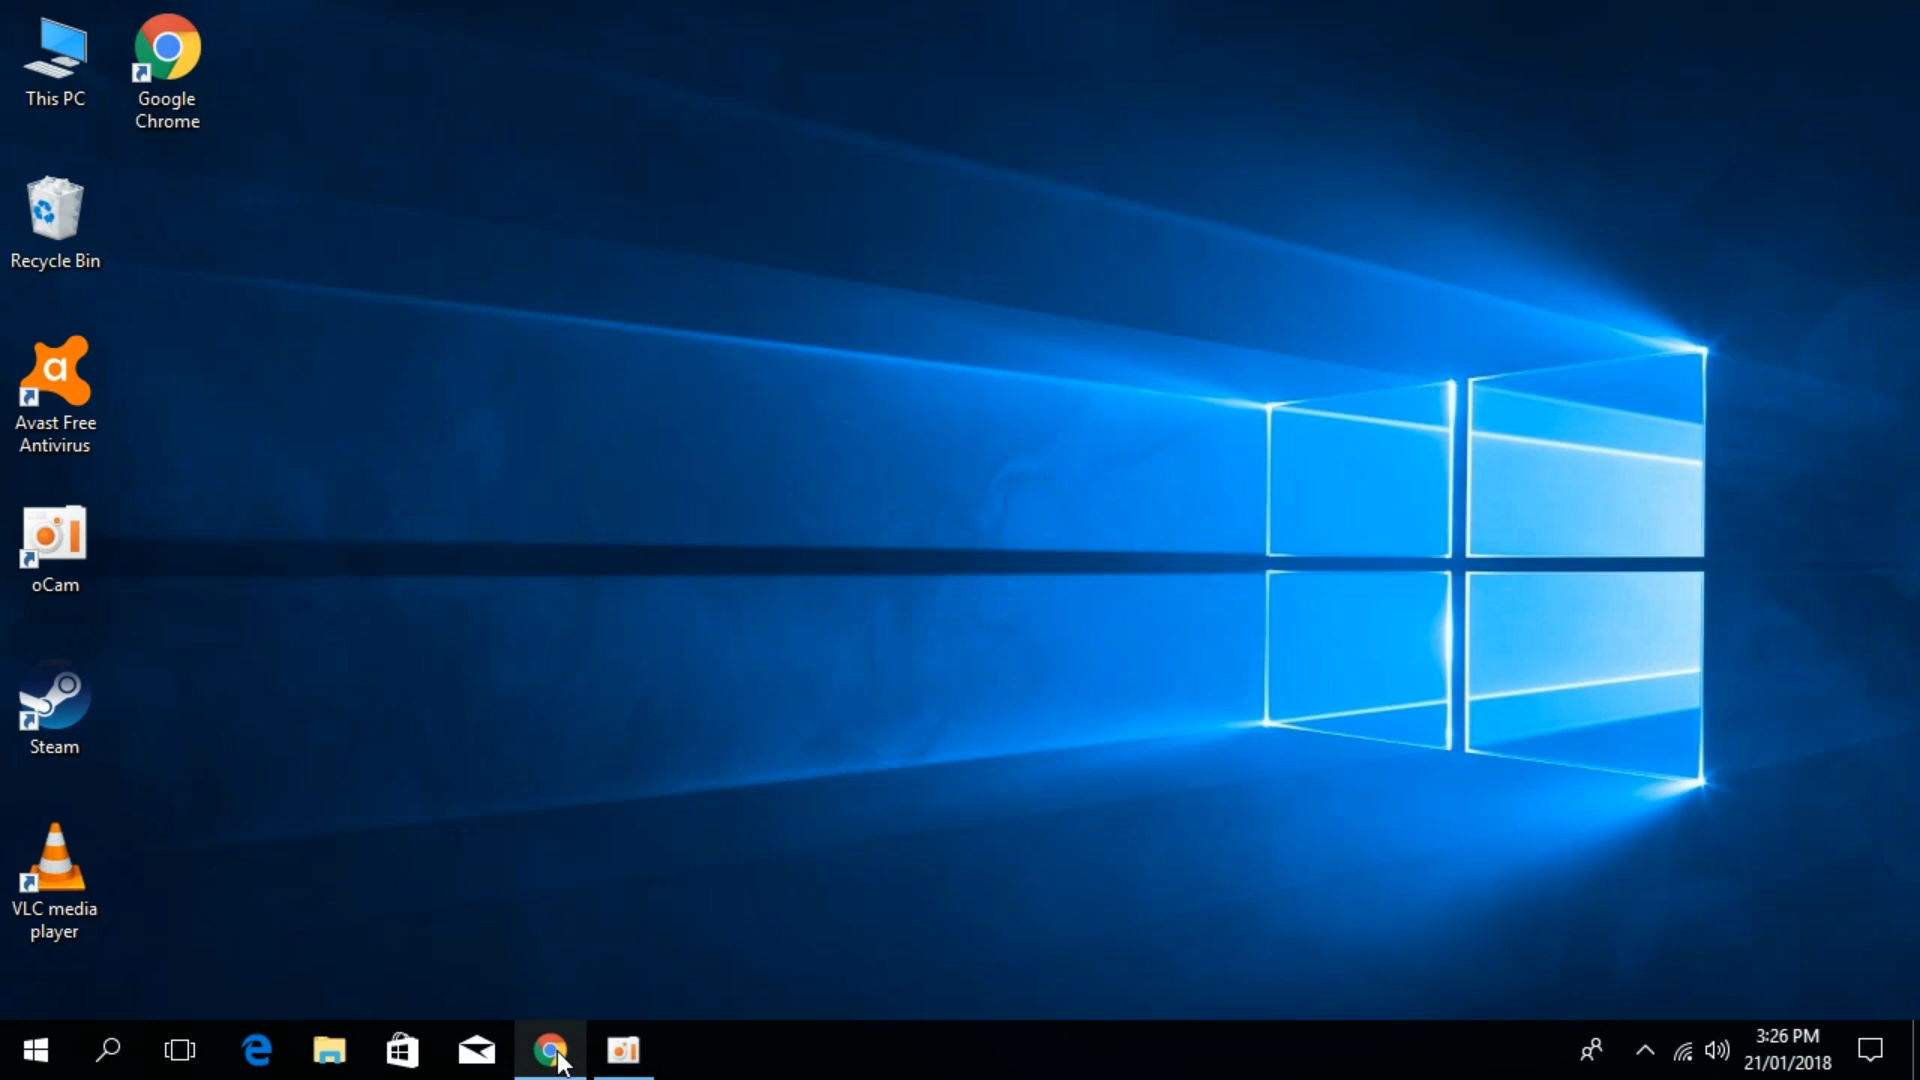 This PC
Google
Chrome
Recycle Bin
a
Avast Free
Antivirus
oCam
Steam
VLC media
player
3:26 PM
21/01/2018